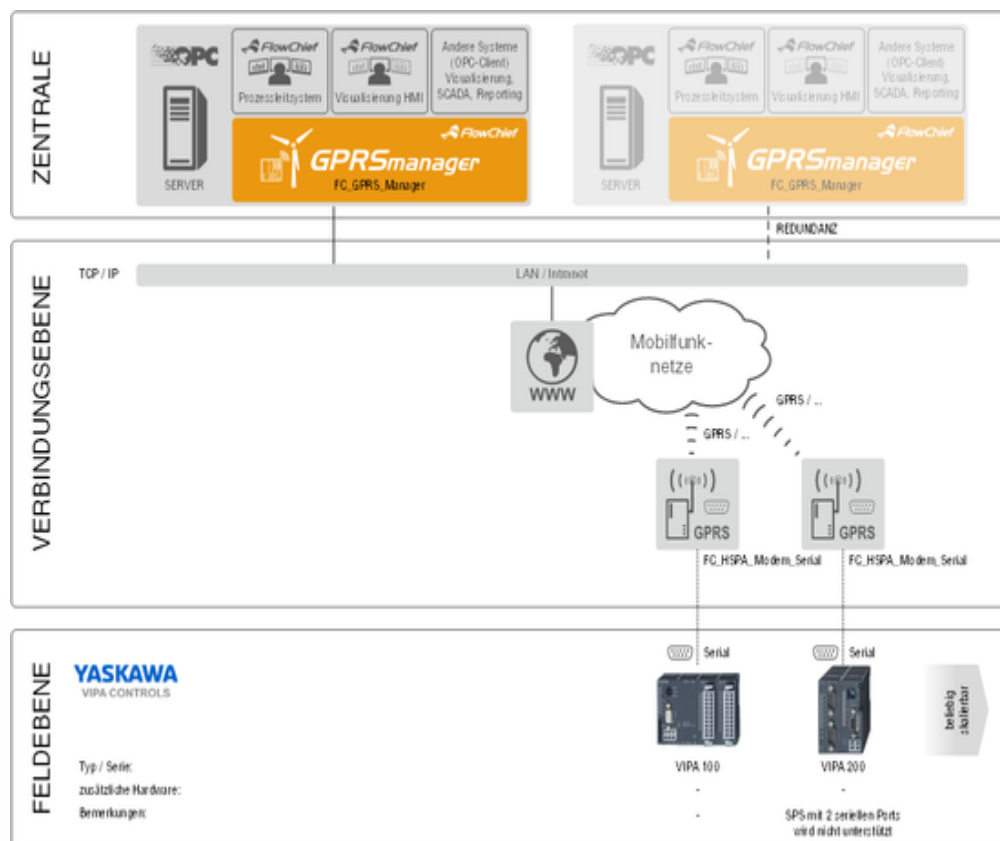 ZENTRALE
OPC
SERVER
FlowChief
Prozessleitsystem
FlowChief
Visualisierung HMI
Andere Systeme
(OPC-Client)
Visualisierung,
SCADA, Reporting
FlowChief
GPRSmanager
FC_GPRS_Manager
OPC
SERVER
FlowChief
Prozessleitsystem
FlowChief
Visualisierung HMI
Andere Systeme
(OPC-Client)
Visualisierung,
SCADA, Reporting
FlowChief
GPRSmanager
FC_GPRS_Manager
REDUNDANZ
VERBINDUNGSEBENE
TCP / IP
LAN / Intranet
WWW
Mobilfunk-
netze
GPRS / ...
GPRS / ...
GPRS
GPRS
FC_HSPA_Modem_Serial
FC_HSPA_Modem_Serial
FELDEBENE
YASKAWA
VIPA CONTROLS
Serial
Serial
beliebig
skalierbar
VIPA 100
VIPA 200
Typ / Serie:
zusätzliche Hardware:
-
-
Bemerkungen:
-
SPS mit 2 seriellen Ports
wird nicht unterstützt